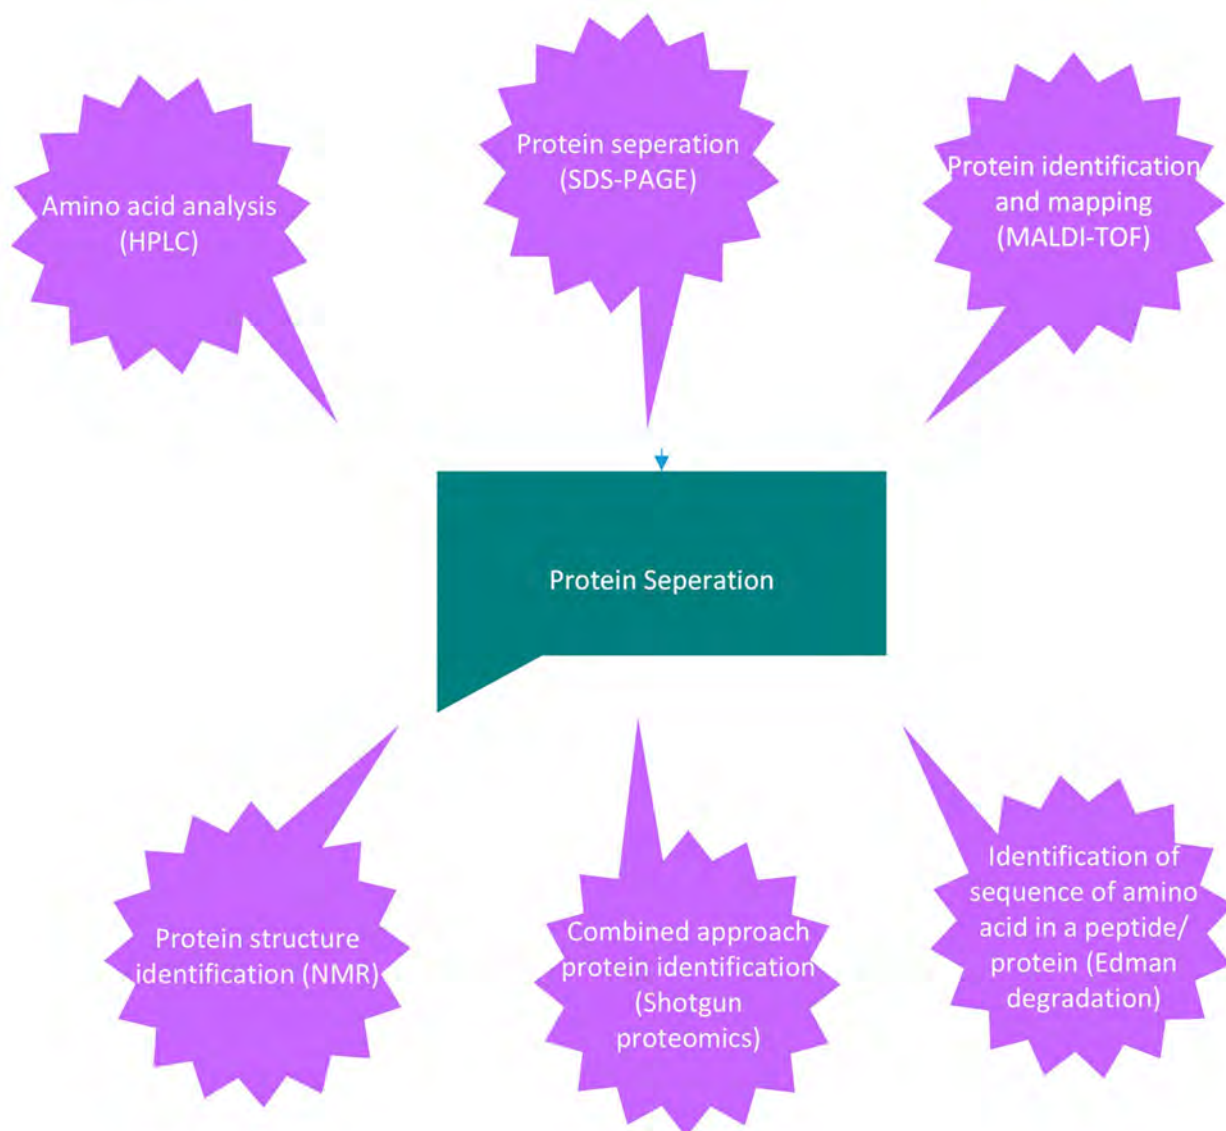 Amino acid analysis
(HPLC)
Protein seperation
(SDS-PAGE)
Protein identification
and mapping
(MALDI-TOF)
Protein Seperation
Protein structure
identification (NMR)
Combined approach
protein identification
(Shotgun
proteomics)
Identification of
sequence of amino
acid in a peptide/
protein (Edman
degradation)